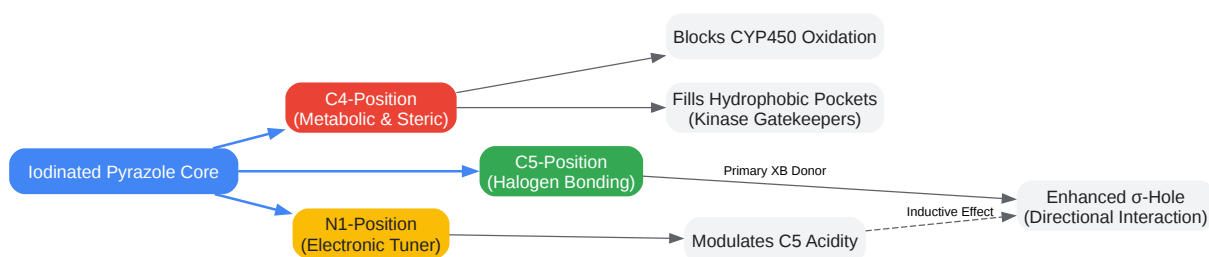 Iodinated Pyrazole Core
C4-Position
(Metabolic & Steric)
Blocks CYP450 Oxidation
Fills Hydrophobic Pockets
(Kinase Gatekeepers)
C5-Position
(Halogen Bonding)
Primary XB Donor
N1-Position
(Electronic Tuner)
Modulates C5 Acidity
Inductive Effect
Enhanced σ-Hole
(Directional Interaction)